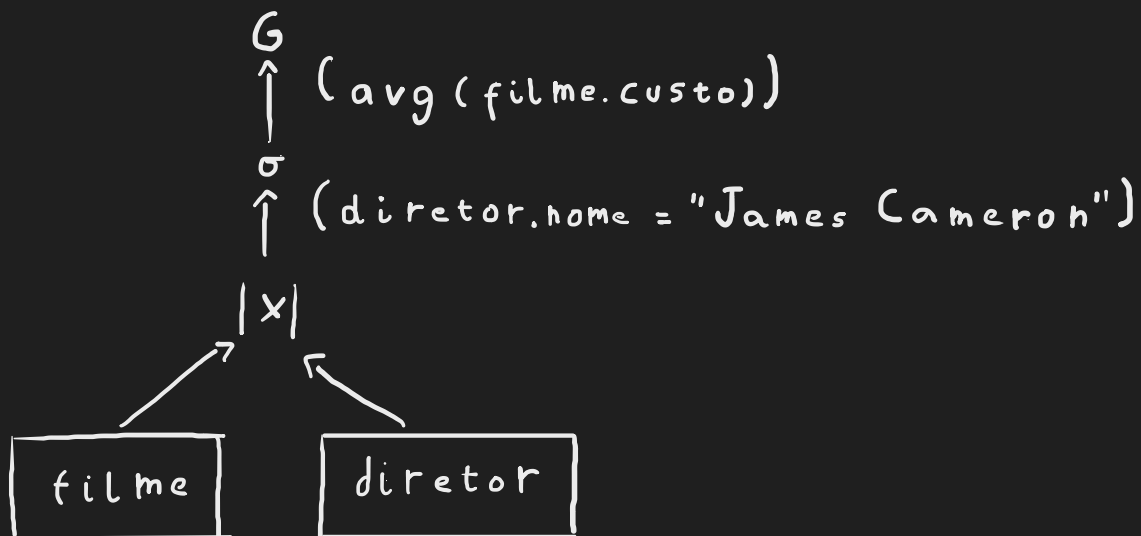 G
(avg (filme.custo))
σ
(diretor.nome = "James Cameron")
|x|
filme
diretor